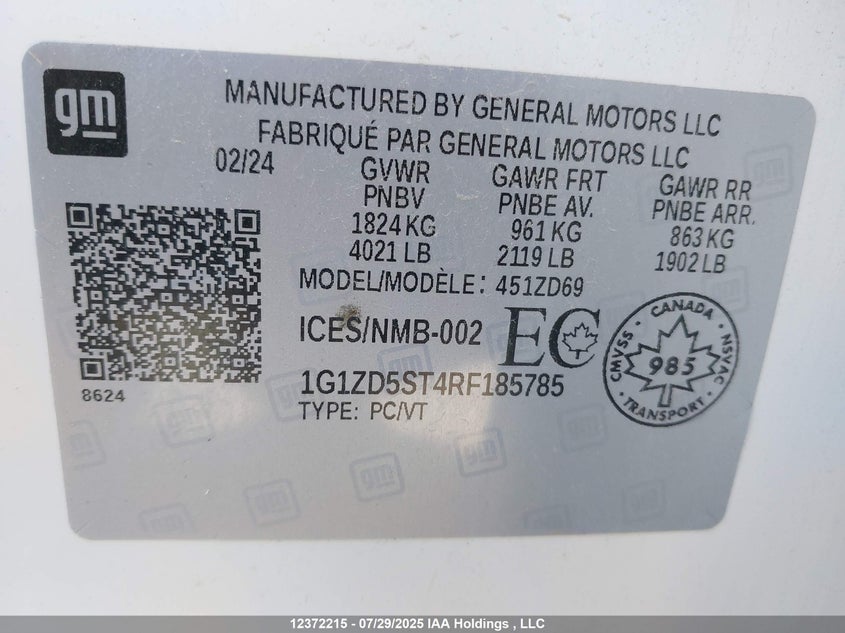 gm
MANUFACTURED BY GENERAL MOTORS LLC
FABRIQUÉ PAR GENERAL MOTORS LLC
02/24
GVWR
PNBV
1824 KG
4021 LB
GAWR FRT
PNBE AV.
961 KG
2119 LB
GAWR RR
PNBE ARR.
863 KG
1902 LB
MODEL/MODÈLE: 451ZD69
ICES/NMB-002
EC
1G1ZD5ST4RF185785
TYPE: PC/VT
8624
CANADA
CMVSS
985
NSVAC
TRANSPORT
12372215 - 07/29/2025 IAA Holdings , LLC